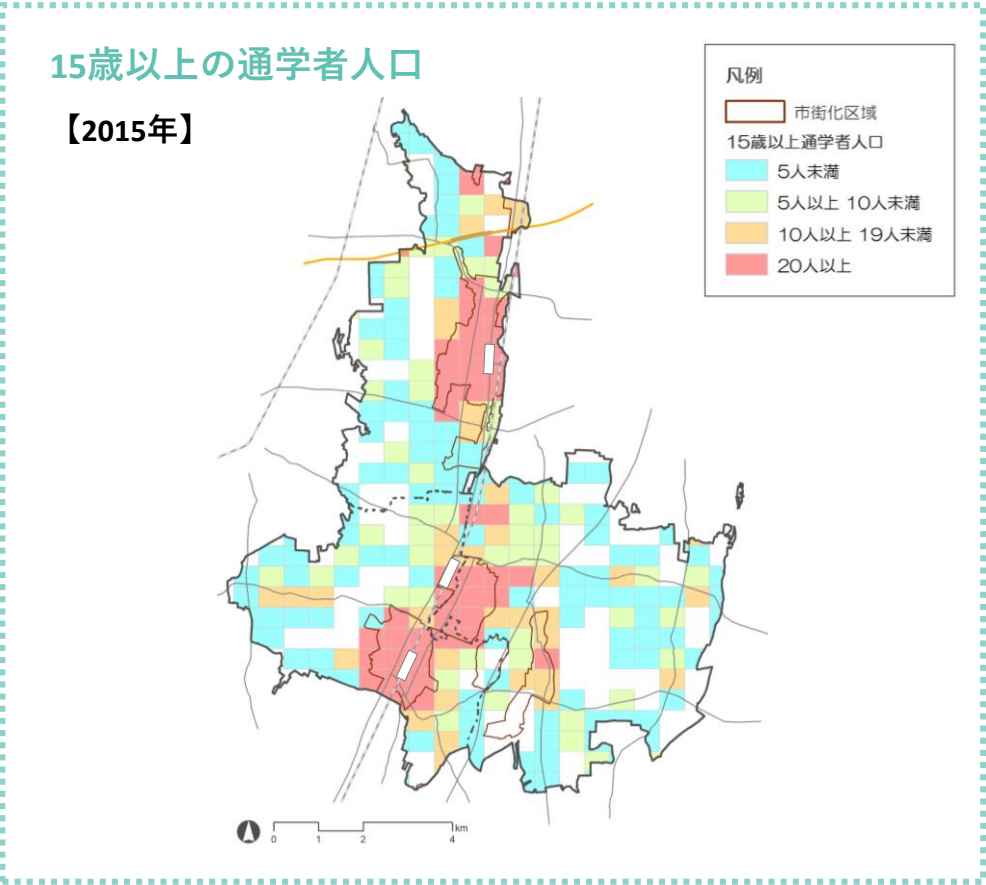 15歳以上の通学者人口
【2015年】
凡例
市街化区域
15歳以上通学者人口
5人未満
5人以上 10人未満
10人以上 19人未満
20人以上
0 1 2 4 km